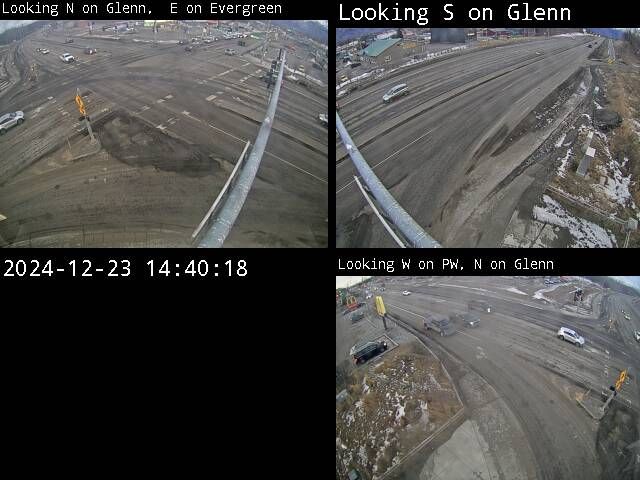 Looking N on Glenn,  E on Evergreen
Looking S on Glenn
2024-12-23 14:40:18
Looking W on PW, N on Glenn